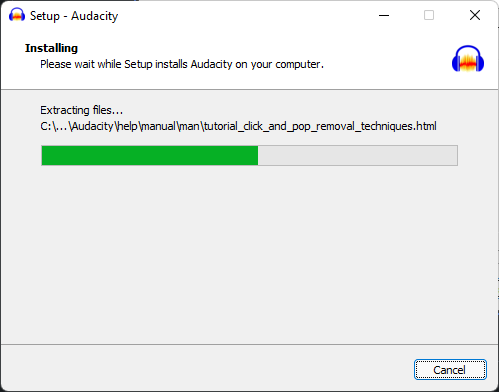 Setup - Audacity
Installing
Please wait while Setup installs Audacity on your computer.
Extracting files...
C:\...\Audacity\help\manual\man\tutorial_click_and_pop_removal_techniques.html
Cancel